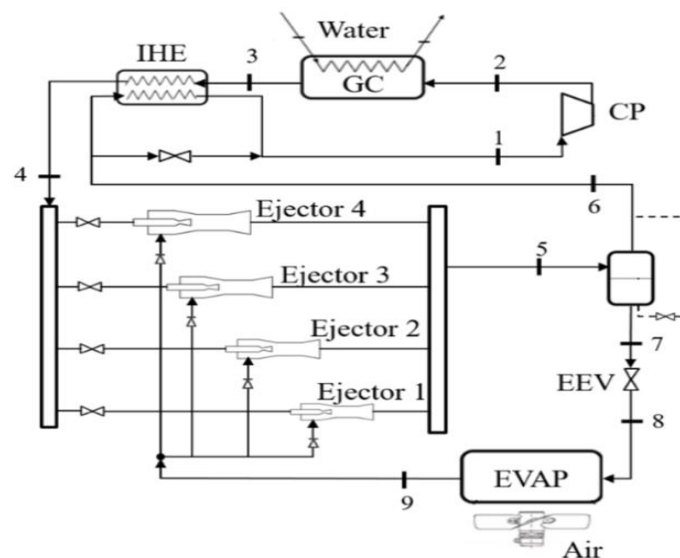 Water
IHE
3
2
GC
CP
1
4
6
Ejector 4
5
Ejector 3
Ejector 2
7
EEV
Ejector 1
8
9
EVAP
Air